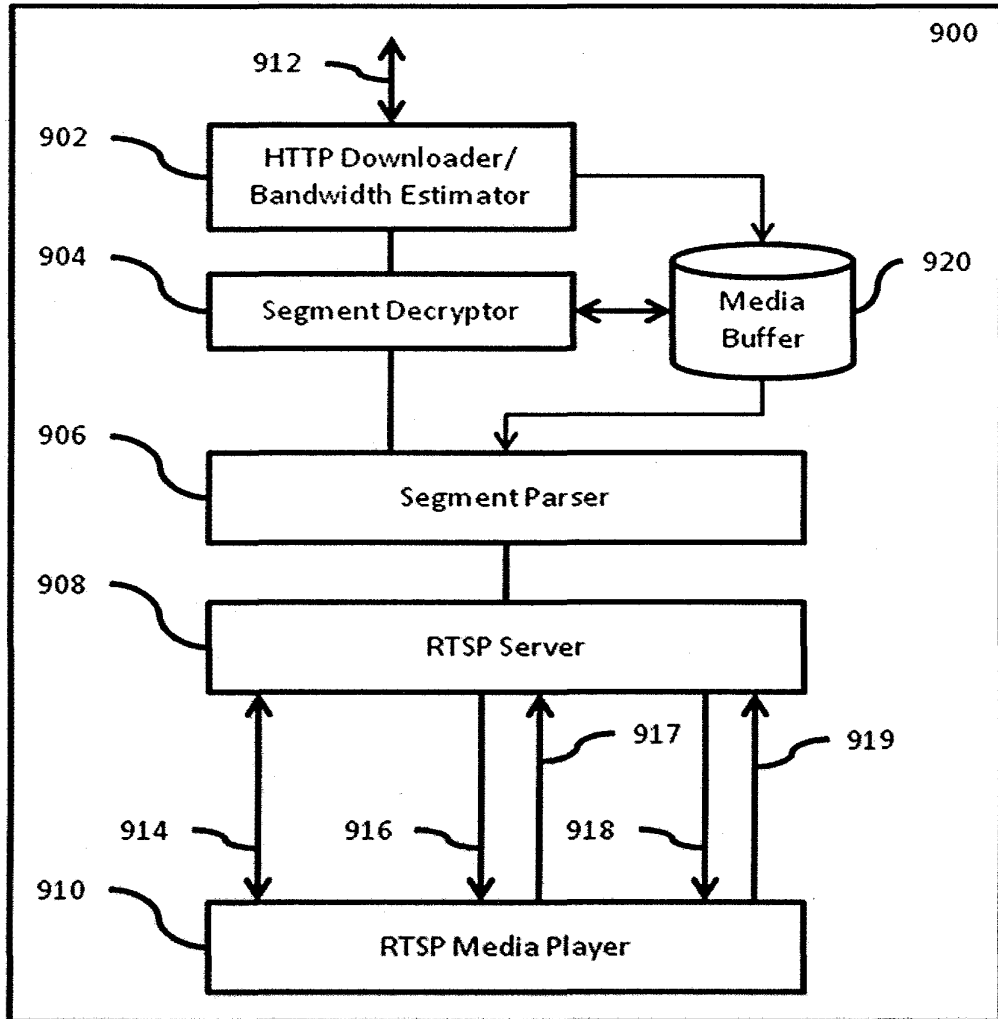 900
912
902
HTTP Downloader/
Bandwidth Estimator
904
Segment Decryptor
920
Media
Buffer
906
Segment Parser
908
RTSP Server
917
919
914
916
918
910
RTSP Media Player